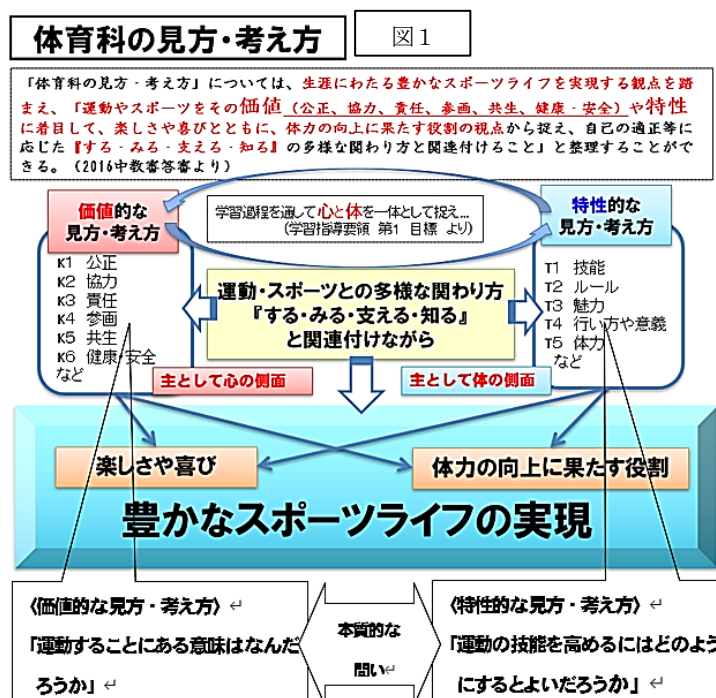 体育科の見方・考え方
図１
「体育科の見方・考え方」については、生涯にわたる豊かなスポーツライフを実現する観点を踏
まえ、「運動やスポーツをその価値（公正、協力、責任、参画、共生、健康・安全）や特性
に着目して、楽しさや喜びとともに、体力の向上に果たす役割の視点から捉え、自己の適正等に
応じた『する・みる・支える・知る』の多様な関わり方と関連付けること」と整理することがで
きる。（2016中教審答審より）
価値的な
見方・考え方
学習過程を通して心と体を一体として捉え…
（学習指導要領 第1 目標 より）
特性的な
見方・考え方
K1 公正
K2 協力
K3 責任
K4 参画
K5 共生
K6 健康・安全
など
運動・スポーツとの多様な関わり方
『する・みる・支える・知る』
と関連付けながら
T1 技能
T2 ルール
T3 魅力
T4 行い方や意義
T5 体力
など
主として心の側面
主として体の側面
楽しさや喜び
体力の向上に果たす役割
豊かなスポーツライフの実現
〈価値的な見方・考え方〉
「運動することにある意味はなんだ
ろうか」
本質的な
問い
〈特性的な見方・考え方〉
「運動の技能を高めるにはどのよう
にするとよいだろうか」